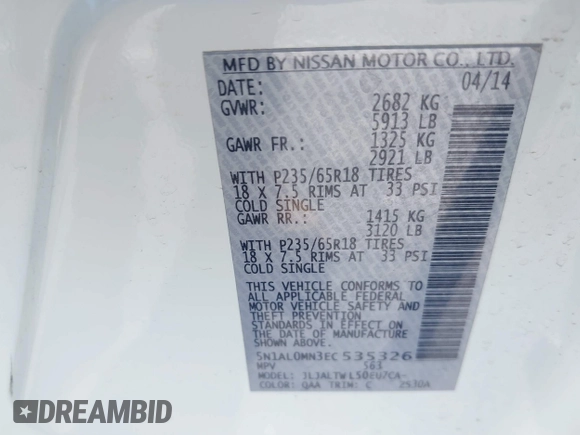 MFD BY NISSAN MOTOR CO., LTD.
DATE: 04/14
GVWR: 2682 KG
5913 LB
GAWR FR.: 1325 KG
2921 LB
WITH P235/65R18 TIRES
18 X 7.5 RIMS AT 33 PSI
COLD SINGLE
GAWR RR.: 1415 KG
3120 LB
WITH P235/65R18 TIRES
18 X 7.5 RIMS AT 33 PSI
COLD SINGLE
THIS VEHICLE CONFORMS TO
ALL APPLICABLE FEDERAL
MOTOR VEHICLE SAFETY AND
THEFT PREVENTION
STANDARDS IN EFFECT ON
THE DATE OF MANUFACTURE
SHOWN ABOVE.
5N1AL0MN3EC535326
MPV 563
MODEL:
COLOR: QAA TRIM: C 2530A
DREAMBID
DREAMBID